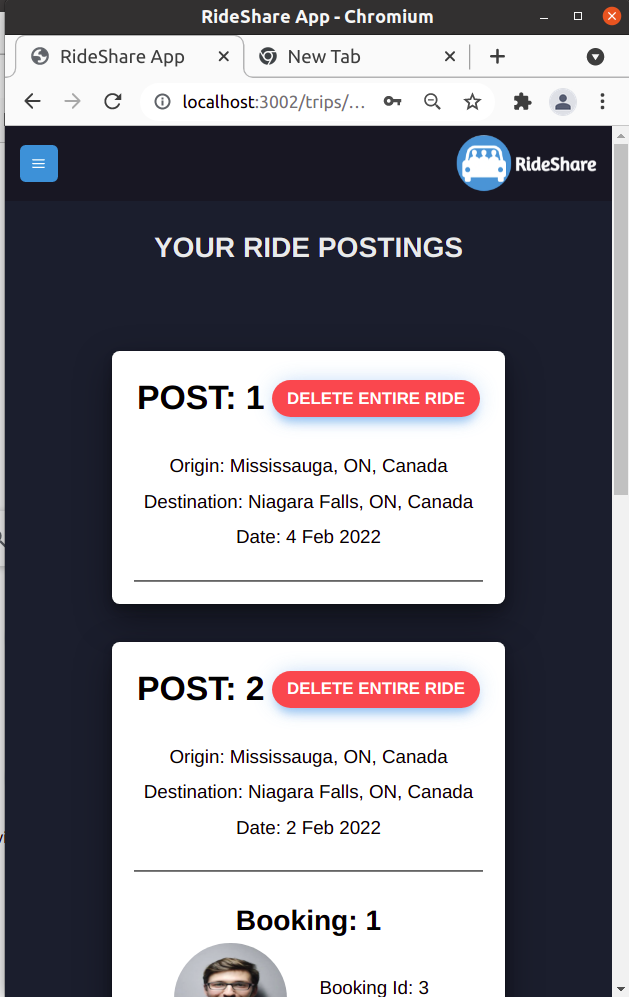 RideShare App - Chromium
RideShare App
New Tab
localhost:3002/trips/...
RideShare
YOUR RIDE POSTINGS
POST: 1 DELETE ENTIRE RIDE
Origin: Mississauga, ON, Canada
Destination: Niagara Falls, ON, Canada
Date: 4 Feb 2022
POST: 2 DELETE ENTIRE RIDE
Origin: Mississauga, ON, Canada
Destination: Niagara Falls, ON, Canada
Date: 2 Feb 2022
Booking: 1
Booking Id: 3